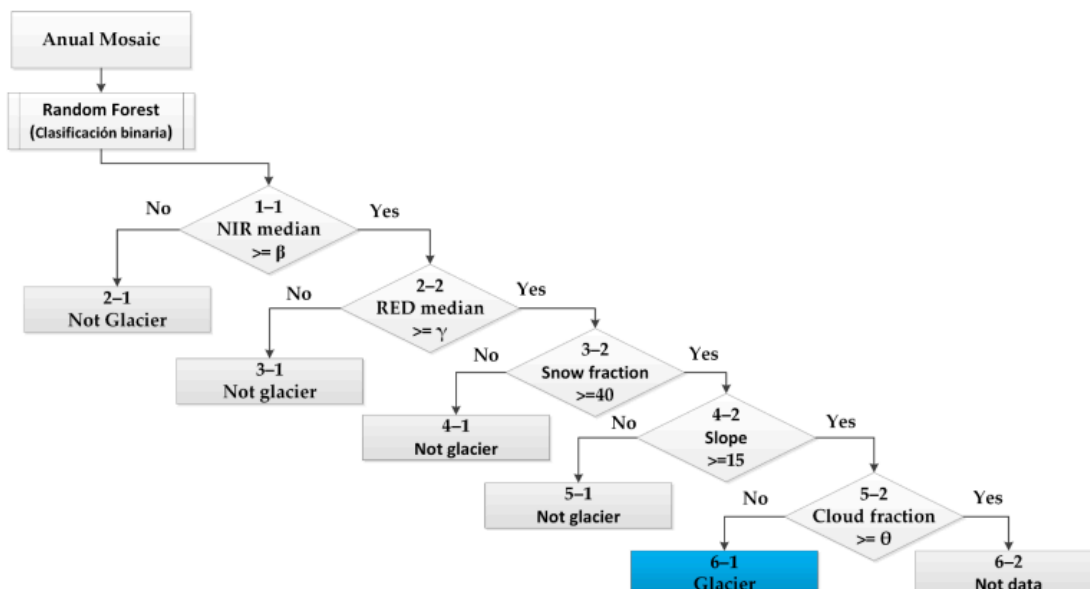 Anual Mosaic
Random Forest
(Clasificación binaria)
No
1–1
NIR median
>= β
Yes
2–1
Not Glacier
No
2–2
RED median
>= γ
Yes
3–1
Not glacier
No
3–2
Snow fraction
>=40
Yes
4–1
Not glacier
No
4–2
Slope
>=15
Yes
5–1
Not glacier
No
5–2
Cloud fraction
>= θ
Yes
6–1
Glacier
6–2
Not data